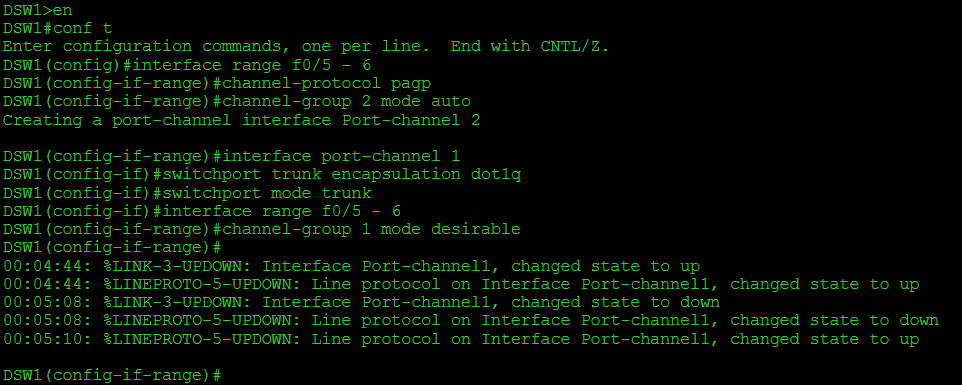 DSW1>en
DSW1#conf t
Enter configuration commands, one per line.  End with CNTL/Z.
DSW1(config)#interface range f0/5 - 6
DSW1(config-if-range)#channel-protocol pagp
DSW1(config-if-range)#channel-group 2 mode auto
Creating a port-channel interface Port-channel 2

DSW1(config-if-range)#interface port-channel 1
DSW1(config-if)#switchport trunk encapsulation dot1q
DSW1(config-if)#switchport mode trunk
DSW1(config-if)#interface range f0/5 - 6
DSW1(config-if-range)#channel-group 1 mode desirable
DSW1(config-if-range)#
00:04:44: %LINK-3-UPDOWN: Interface Port-channel1, changed state to up
00:04:44: %LINEPROTO-5-UPDOWN: Line protocol on Interface Port-channel1, changed state to up
00:05:08: %LINK-3-UPDOWN: Interface Port-channel1, changed state to down
00:05:08: %LINEPROTO-5-UPDOWN: Line protocol on Interface Port-channel1, changed state to down
00:05:10: %LINEPROTO-5-UPDOWN: Line protocol on Interface Port-channel1, changed state to up

DSW1(config-if-range)#